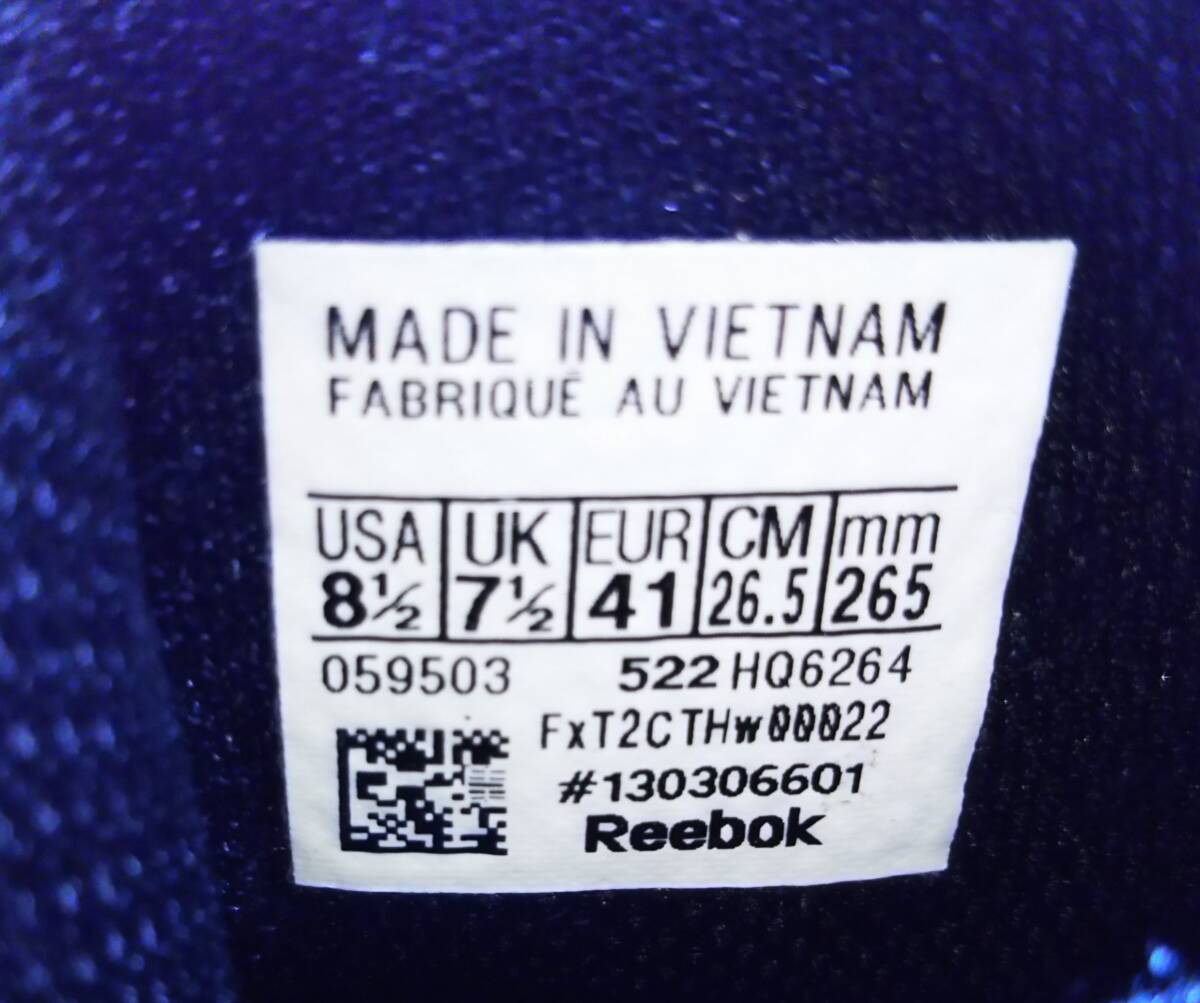 MADE IN VIETNAM
FABRIQUÉ AU VIETNAM
USA UK EUR CM mm
8½ 7½ 41 26.5 265
059503 522 HQ6264
FxT2CTHw00022
#130306601
Reebok